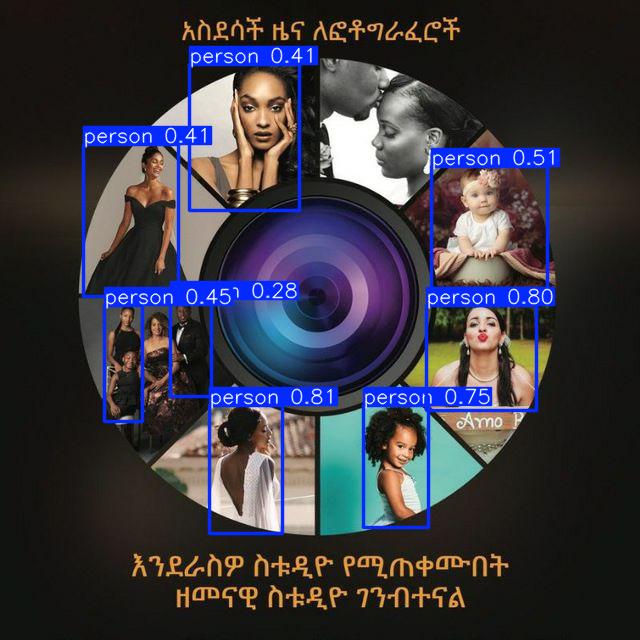 አስደሳች ዜና ለፎቶግራፈሮች
person 0.41
person 0.41
person 0.51
person 0.45
0.28
person 0.80
person 0.81
person 0.75
Amo
እንደራስዎ ስቱዲዮ የሚጠቀሙበት
ዘመናዊ ስቱዲዮ ገንብተናል